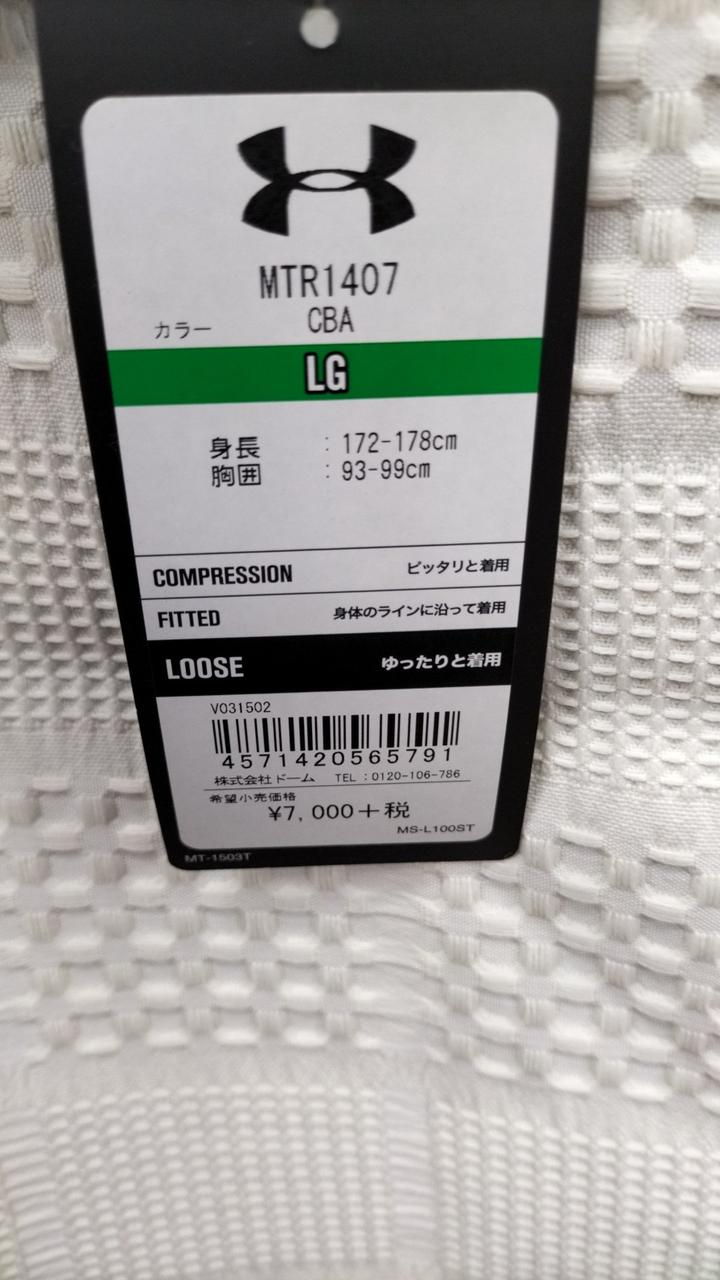 MTR1407
カラー CBA
LG
身長 : 172-178cm
胸囲 : 93-99cm
COMPRESSION ピッタリと着用
FITTED 身体のラインに沿って着用
LOOSE ゆったりと着用
V031502
4571420565791
株式会社ドーム TEL:0120-106-786
希望小売価格
¥7,000+税
MS-L100ST
MT-1503T